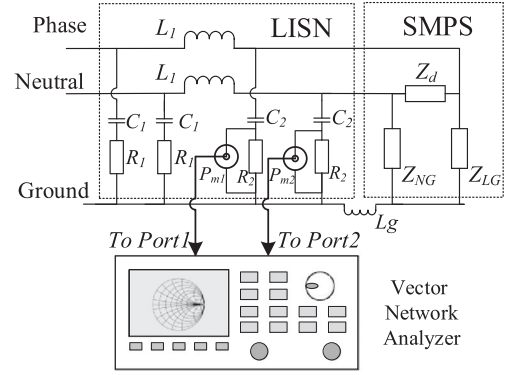 Phase
L1
LISN
SMPS
Neutral
L1
Zd
C1
C1
C2
C2
R1
R1
Pm1
R2
Pm2
R2
ZNG
ZLG
Ground
Lg
To Port1
To Port2
Vector
Network
Analyzer